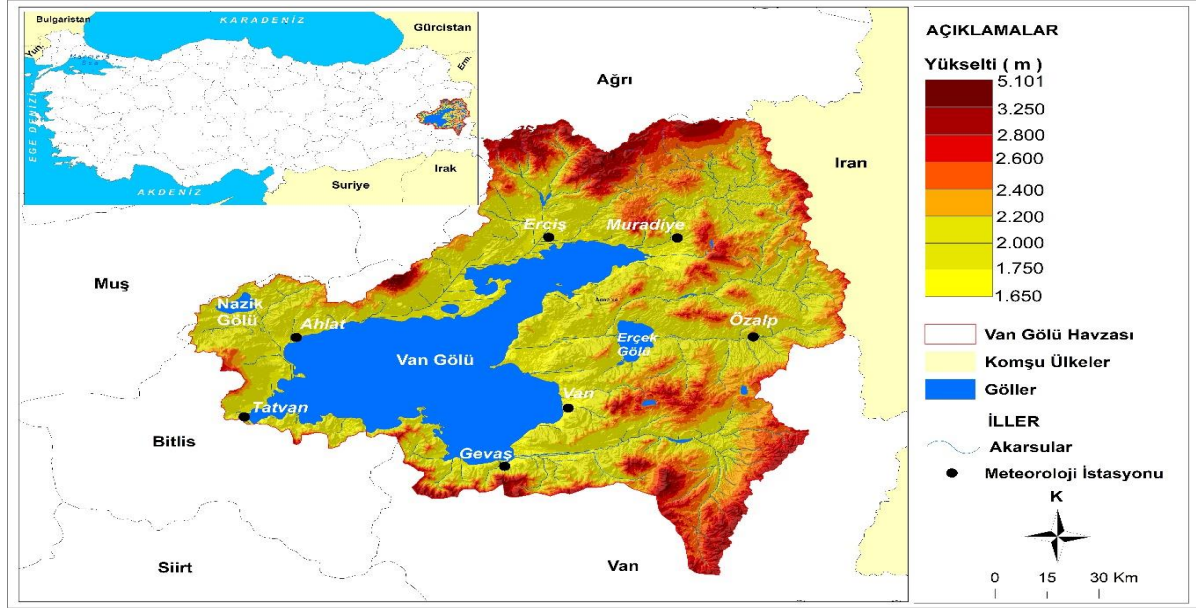 Bulgaristan
KARADENİZ
Gürcistan
Yun.
Erm.
EGE DENİZİ
AKDENİZ
Suriye
Irak
Ağrı
Iran
Muş
Bitlis
Siirt
Van
Erciş
Muradiye
Nazik
Gölü
Ahlat
Van Gölü
Erçek
Gölü
Özalp
Tatvan
Van
Gevaş
AÇIKLAMALAR
Yükselti ( m )
5.101
3.250
2.800
2.600
2.400
2.200
2.000
1.750
1.650
Van Gölü Havzası
Komşu Ülkeler
Göller
İLLER
Akarsular
Meteoroloji İstasyonu
K
0 15 30 Km